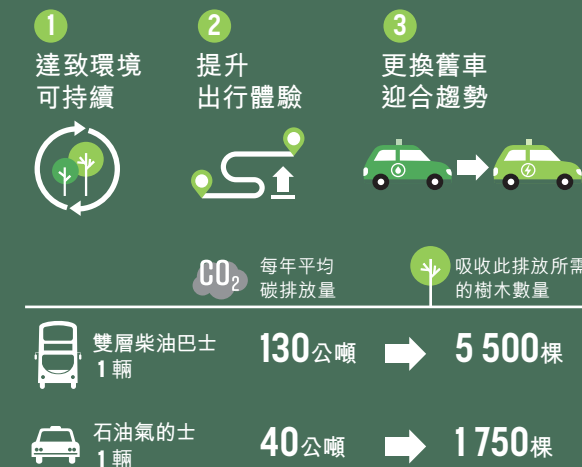 1
達致環境
可持續
2
提升
出行體驗
3
更換舊車
迎合趨勢
CO2
每年平均
碳排放量
吸收此排放所需
的樹木數量
雙層柴油巴士
1 輛
130公噸
5 500棵
石油氣的士
1 輛
40公噸
1 750棵